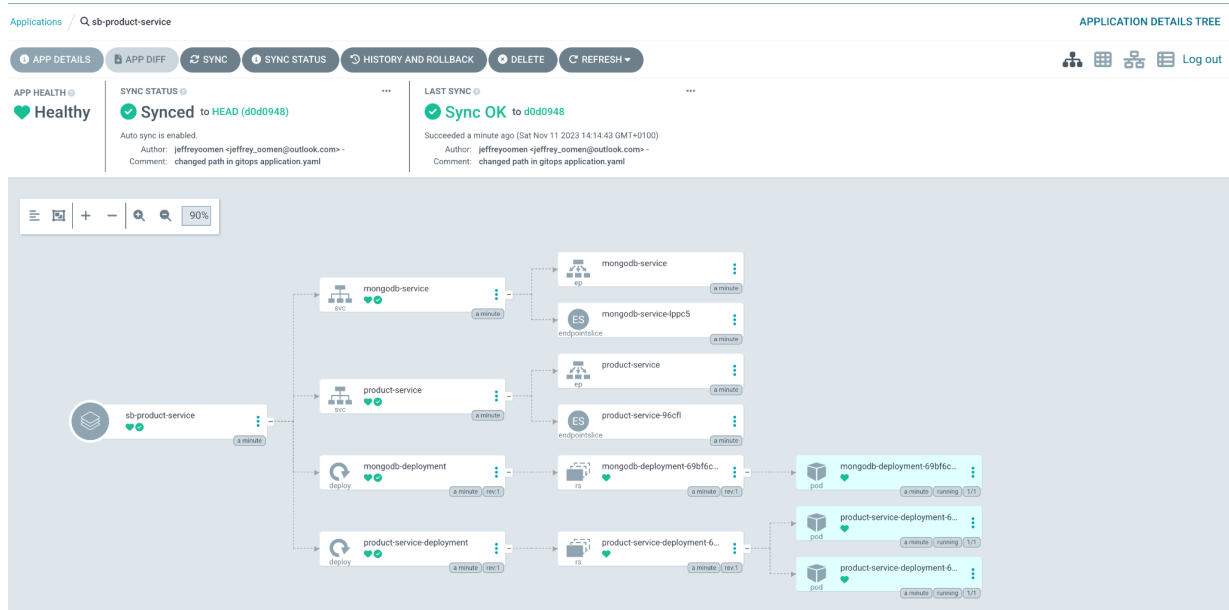 Applications / sb-product-service
APPLICATION DETAILS TREE
APP DETAILS
APP DIFF
SYNC
SYNC STATUS
HISTORY AND ROLLBACK
DELETE
REFRESH
Log out
APP HEALTH
Healthy
SYNC STATUS
Synced to HEAD (d0d0948)
Auto sync is enabled.
Author: jeffreyoomen <jeffrey_oomen@outlook.com> -
Comment: changed path in gitops application.yaml
LAST SYNC
Sync OK to d0d0948
Succeeded a minute ago (Sat Nov 11 2023 14:14:43 GMT+0100)
Author: jeffreyoomen <jeffrey_oomen@outlook.com> -
Comment: changed path in gitops application.yaml
90%
sb-product-service
a minute
mongodb-service
svc
a minute
mongodb-service
ep
a minute
ES
mongodb-service-lppc5
endpointslice
a minute
product-service
svc
a minute
product-service
ep
a minute
ES
product-service-96cfl
endpointslice
a minute
mongodb-deployment
deploy
a minute rev:1
mongodb-deployment-69bf6c...
rs
a minute rev:1
mongodb-deployment-69bf6c...
pod
a minute running 1/1
product-service-deployment
deploy
a minute rev:1
product-service-deployment-6...
rs
a minute rev:1
product-service-deployment-6...
pod
a minute running 1/1
product-service-deployment-6...
pod
a minute running 1/1